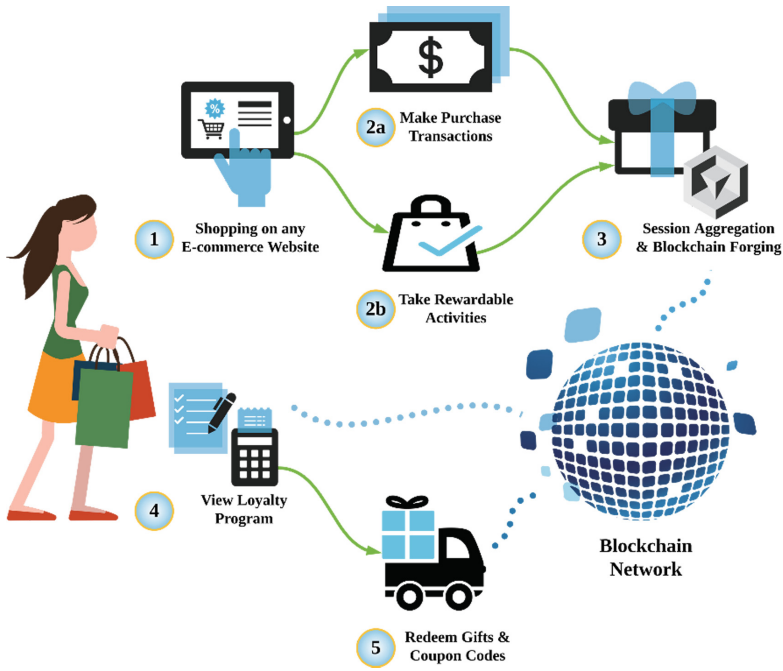 %
$
2a
Make Purchase
Transactions
1
Shopping on any
E-commerce Website
3
Session Aggregation
& Blockchain Forging
2b
Take Rewardable
Activities
4
View Loyalty
Program
Blockchain
Network
5
Redeem Gifts &
Coupon Codes